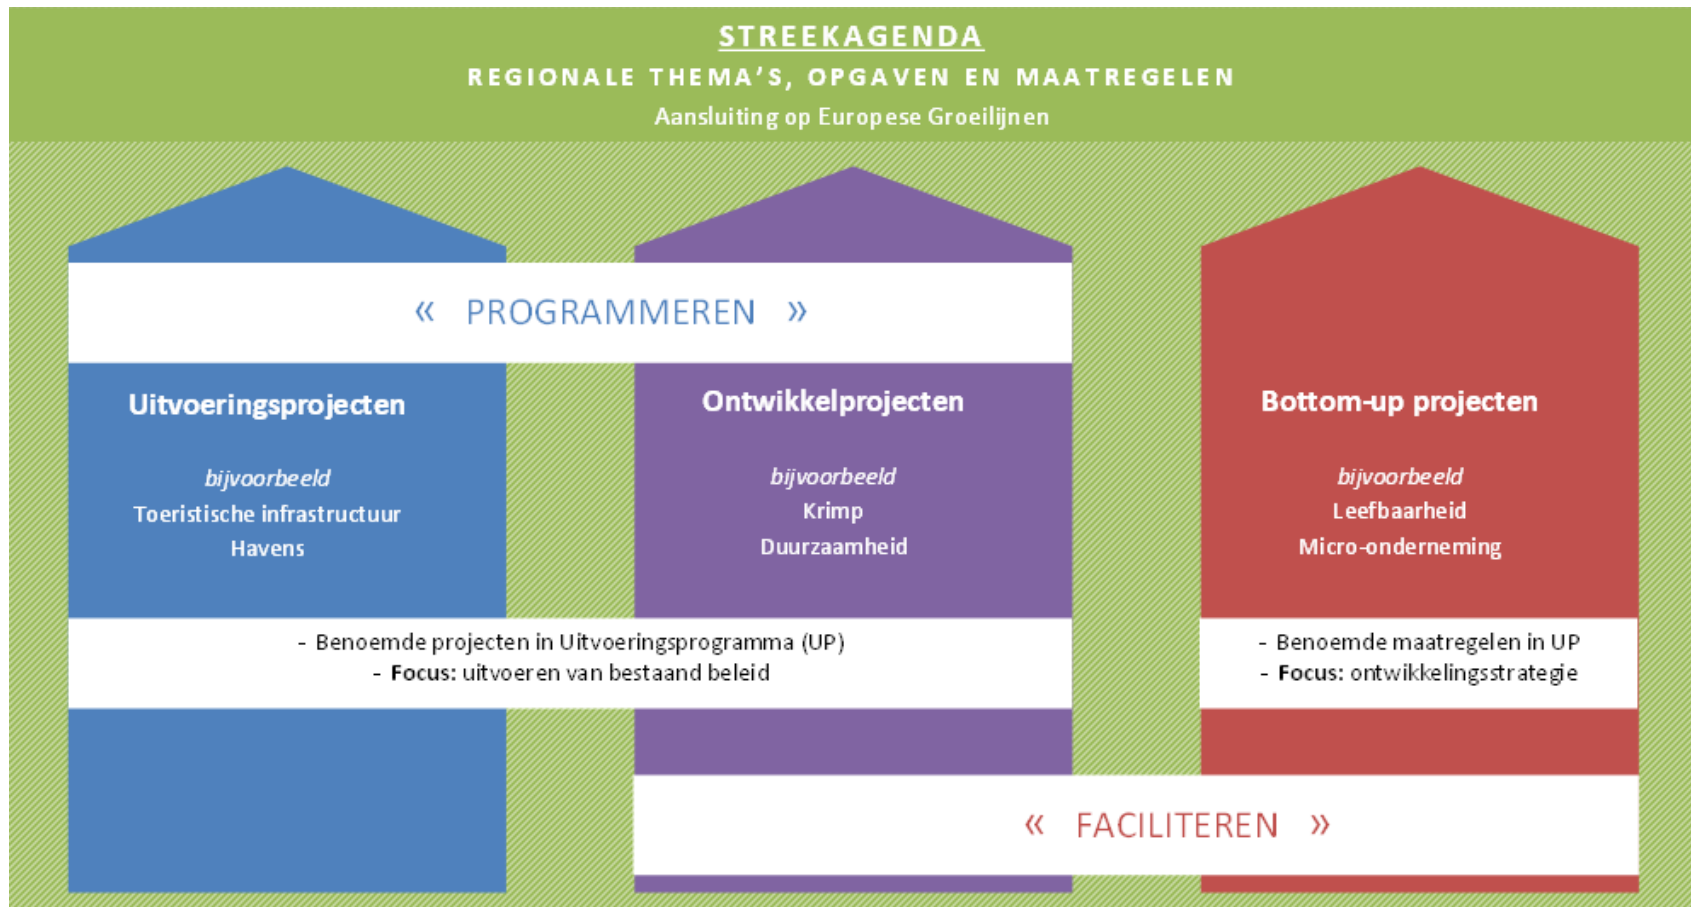 STREEKAGENDA
REGIONALE THEMA'S, OPGAVEN EN MAATREGELEN
Aansluiting op Europese Groeilijnen
« PROGRAMMEREN »
Uitvoeringsprojecten
bijvoorbeeld
Toeristische infrastructuur
Havens
Ontwikkelprojecten
bijvoorbeeld
Krimp
Duurzaamheid
Bottom-up projecten
bijvoorbeeld
Leefbaarheid
Micro-onderneming
- Benoemde projecten in Uitvoeringsprogramma (UP)
- Focus: uitvoeren van bestaand beleid
- Benoemde maatregelen in UP
- Focus: ontwikkelingsstrategie
« FACILITEREN »